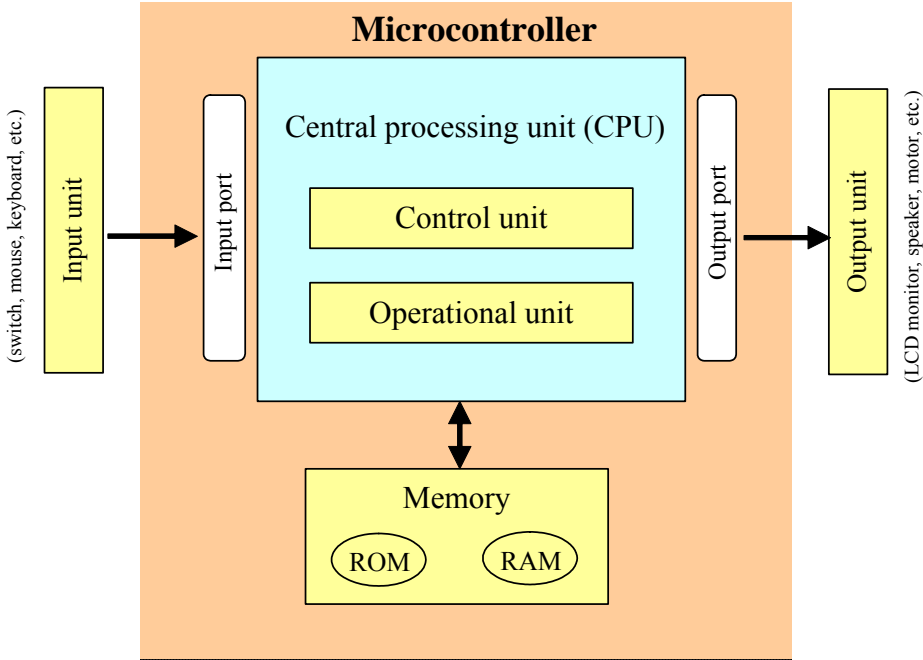 Microcontroller
(switch, mouse, keyboard, etc.)
Input unit
Input port
Central processing unit (CPU)
Control unit
Operational unit
Output port
Output unit
(LCD monitor, speaker, motor, etc.)
Memory
ROM
RAM